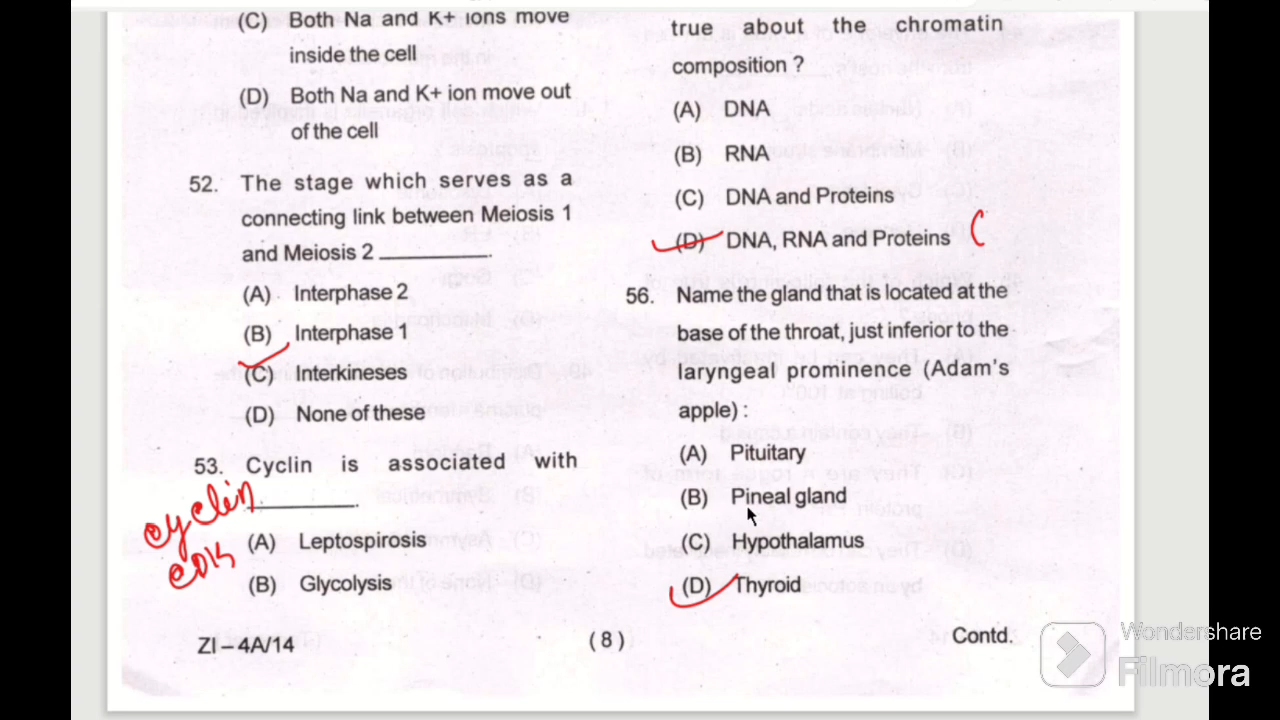 (C) Both Na and K+ ions move
inside the cell
(D) Both Na and K+ ion move out
of the cell
52. The stage which serves as a
connecting link between Meiosis 1
and Meiosis 2 ________.
(A) Interphase 2
(B) Interphase 1
(C) Interkineses
(D) None of these
53. Cyclin is associated with
________.
cyclin
(A) Leptospirosis
(B) Glycolysis
true about the chromatin
composition ?
(A) DNA
(B) RNA
(C) DNA and Proteins
(D) DNA, RNA and Proteins
56. Name the gland that is located at the
base of the throat, just inferior to the
laryngeal prominence (Adam's
apple) :
(A) Pituitary
(B) Pineal gland
(C) Hypothalamus
(D) Thyroid
ZI – 4A/14
( 8 )
Contd.
Wondershare
Filmora